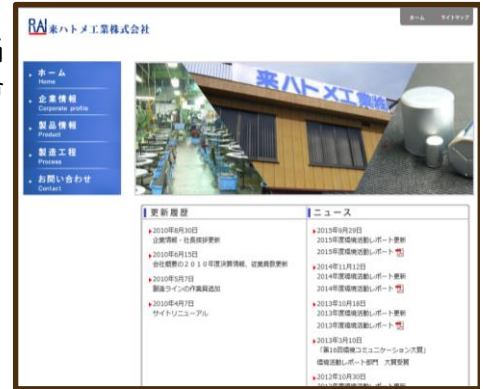 RAI 来ハトメ工業株式会社
ホーム サイトマップ
ホーム
Home
企業情報
Corporate profile
製品情報
Product
製造工程
Process
お問い合わせ
Contact
来ハトメ工業
更新履歴
2010年8月30日
企業情報・社長挨拶更新
2010年6月15日
会社概要の2010年度決算情報、従業員数更新
2010年5月7日
製造ラインの作業員追加
2010年4月7日
サイトリニューアル
ニュース
2015年9月29日
2015年度環境活動レポート更新
2015年度環境活動レポート
2014年11月12日
2014年度環境活動レポート更新
2014年度環境活動レポート
2013年10月18日
2013年度環境活動レポート更新
2013年度環境活動レポート
2013年3月10日
「第16回環境コミュニケーション大賞」
環境活動レポート部門 大賞受賞
2012年10月30日